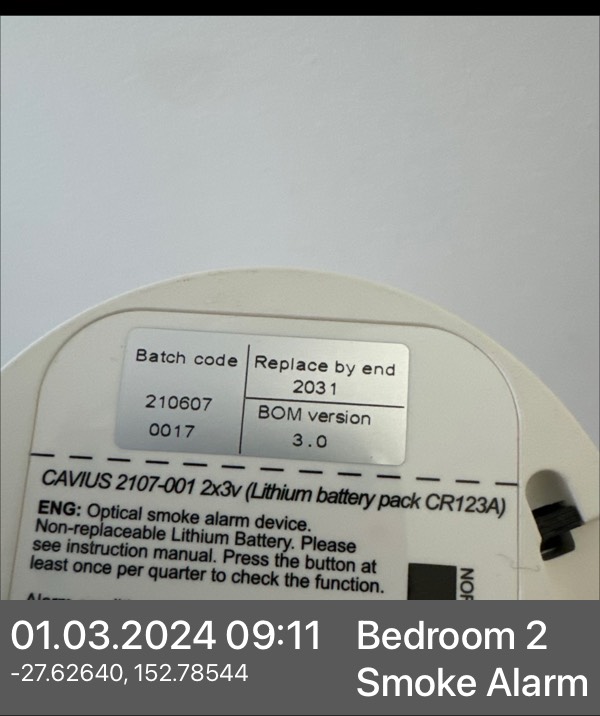 Batch code
210607
0017
Replace by end
2031
BOM version
3.0
CAVIUS 2107-001 2x3v (Lithium battery pack CR123A)
ENG: Optical smoke alarm device.
Non-replaceable Lithium Battery. Please
see instruction manual. Press the button at
least once per quarter to check the function.
01.03.2024 09:11
-27.62640, 152.78544
Bedroom 2
Smoke Alarm